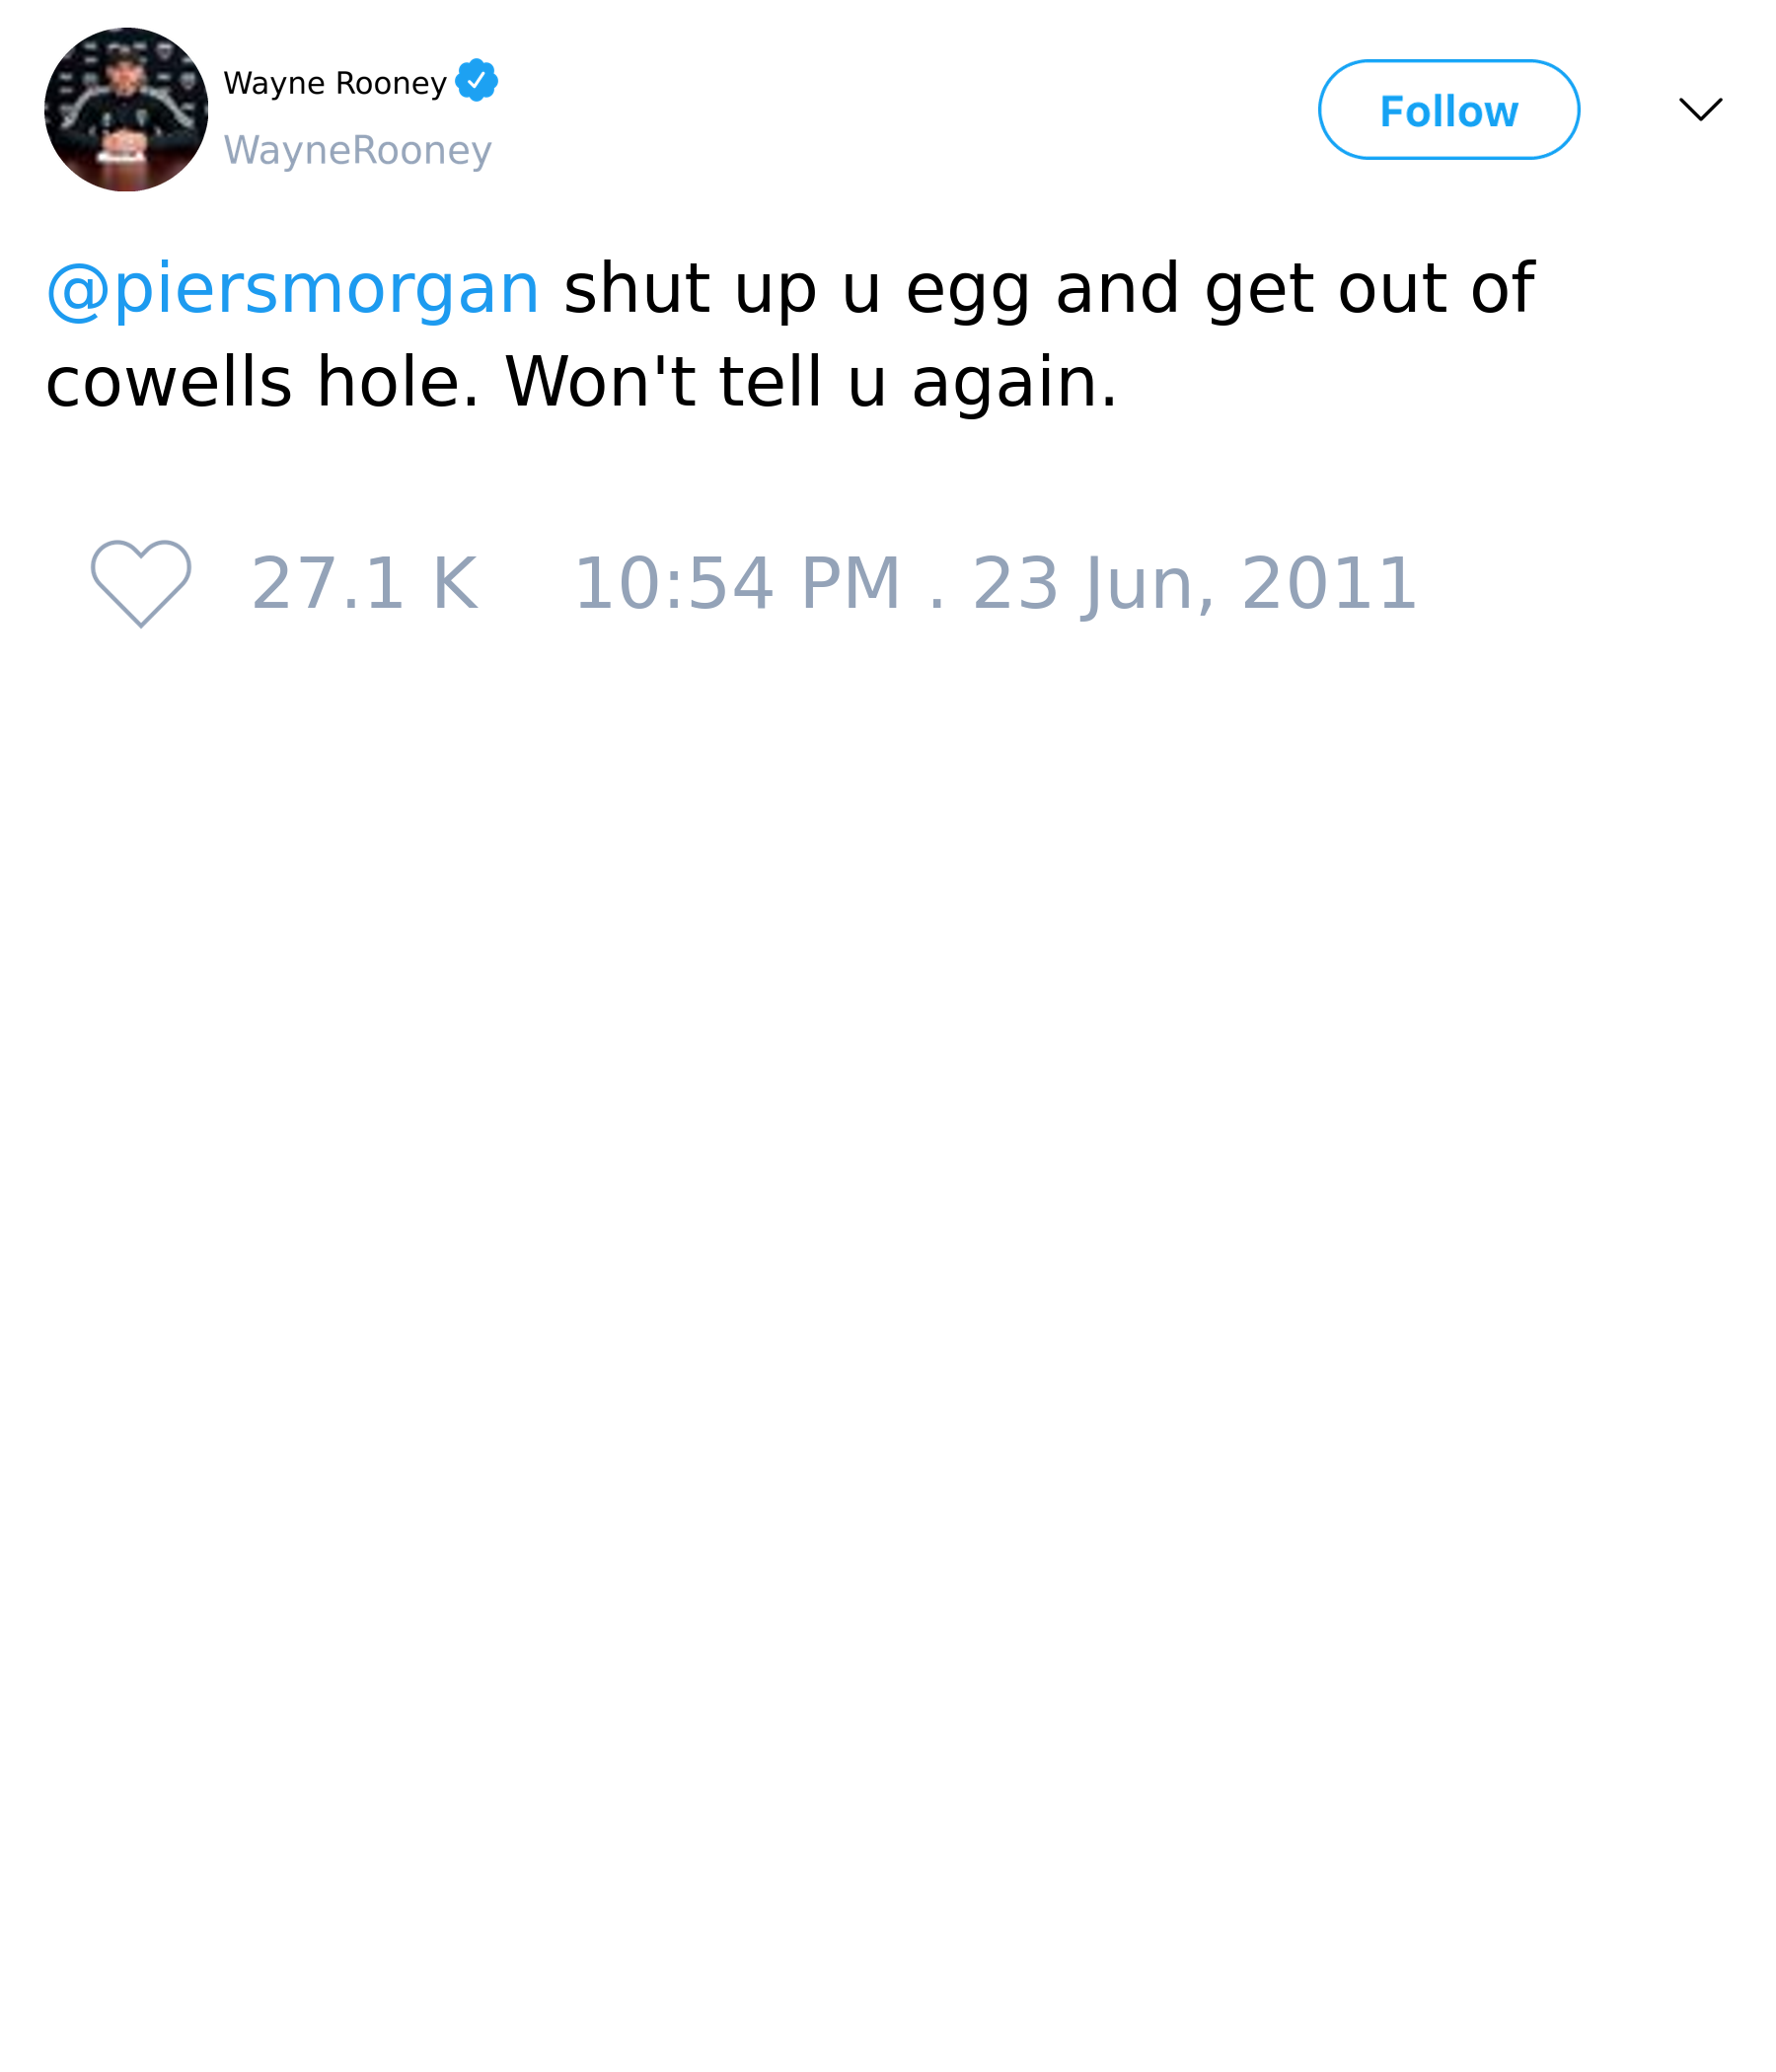 Wayne Rooney
WayneRooney
Follow
@piersmorgan shut up u egg and get out of
cowells hole. Won't tell u again.
27.1 K 10:54 PM . 23 Jun, 2011